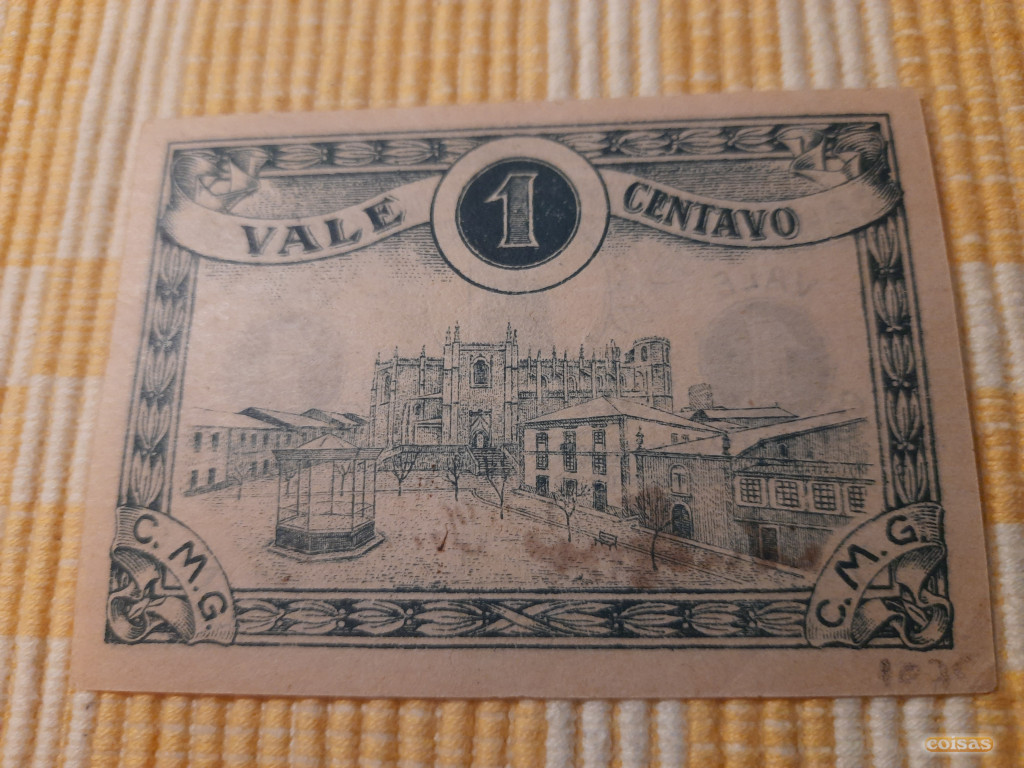 VALE 1 CENTAVO
C. M. G.
C. M. G.
coisas